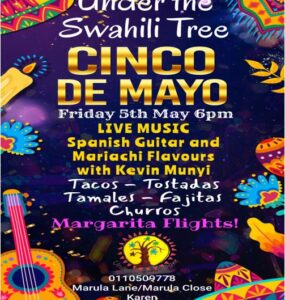 Under the
Swahili Tree
CINCO
DE MAYO
Friday 5th May 6pm
LIVE MUSIC
Spanish Guitar and
Mariachi Flavours
with Kevin Munyi
Tacos – Tostadas
Tamales – Fajitas
Churros
Margarita Flights!
0110509778
Marula Lane/Marula Close
Karen